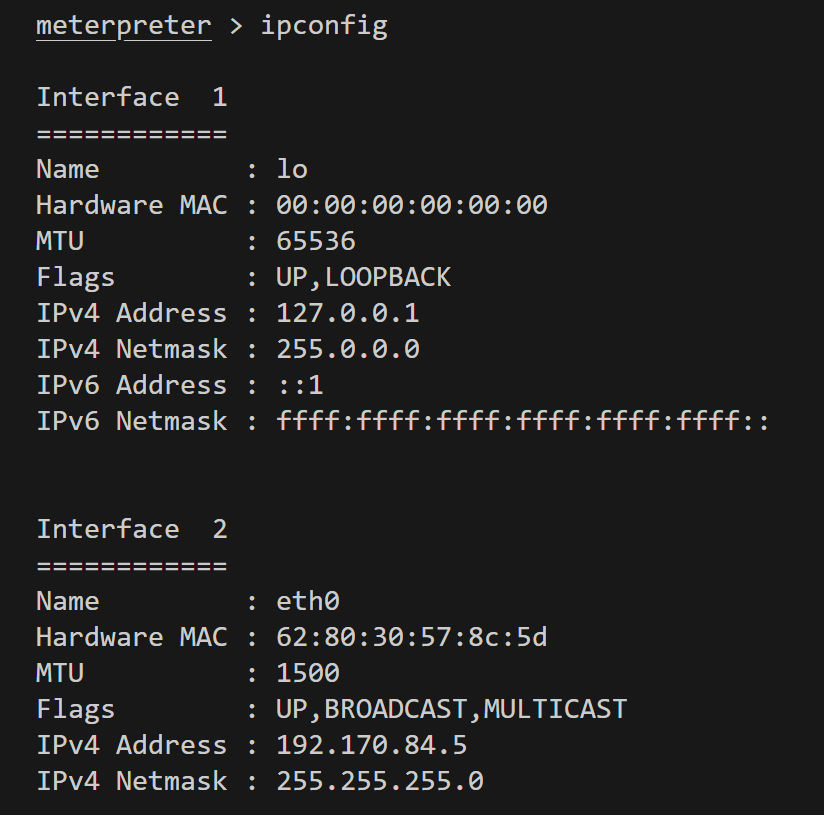 meterpreter > ipconfig
Interface  1
============
Name         : lo
Hardware MAC : 00:00:00:00:00:00
MTU          : 65536
Flags        : UP,LOOPBACK
IPv4 Address : 127.0.0.1
IPv4 Netmask : 255.0.0.0
IPv6 Address : ::1
IPv6 Netmask : ffff:ffff:ffff:ffff:ffff:ffff::
Interface  2
============
Name         : eth0
Hardware MAC : 62:80:30:57:8c:5d
MTU          : 1500
Flags        : UP,BROADCAST,MULTICAST
IPv4 Address : 192.170.84.5
IPv4 Netmask : 255.255.255.0